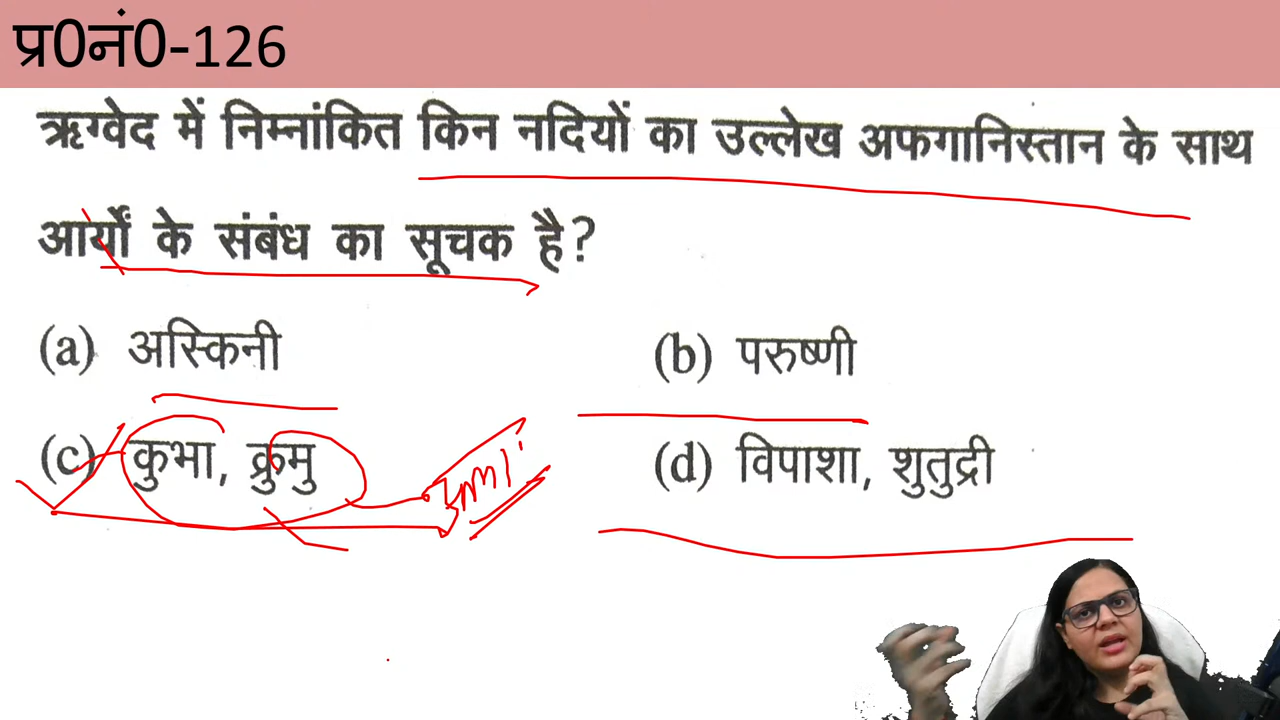 प्र0नं0-126
ऋग्वेद में निम्नांकित किन नदियों का उल्लेख अफगानिस्तान के साथ
आर्यों के संबंध का सूचक है?
(a) अस्किनी (b) परुष्णी
(c) कुभा, क्रुमु (d) विपाशा, शुतुद्री